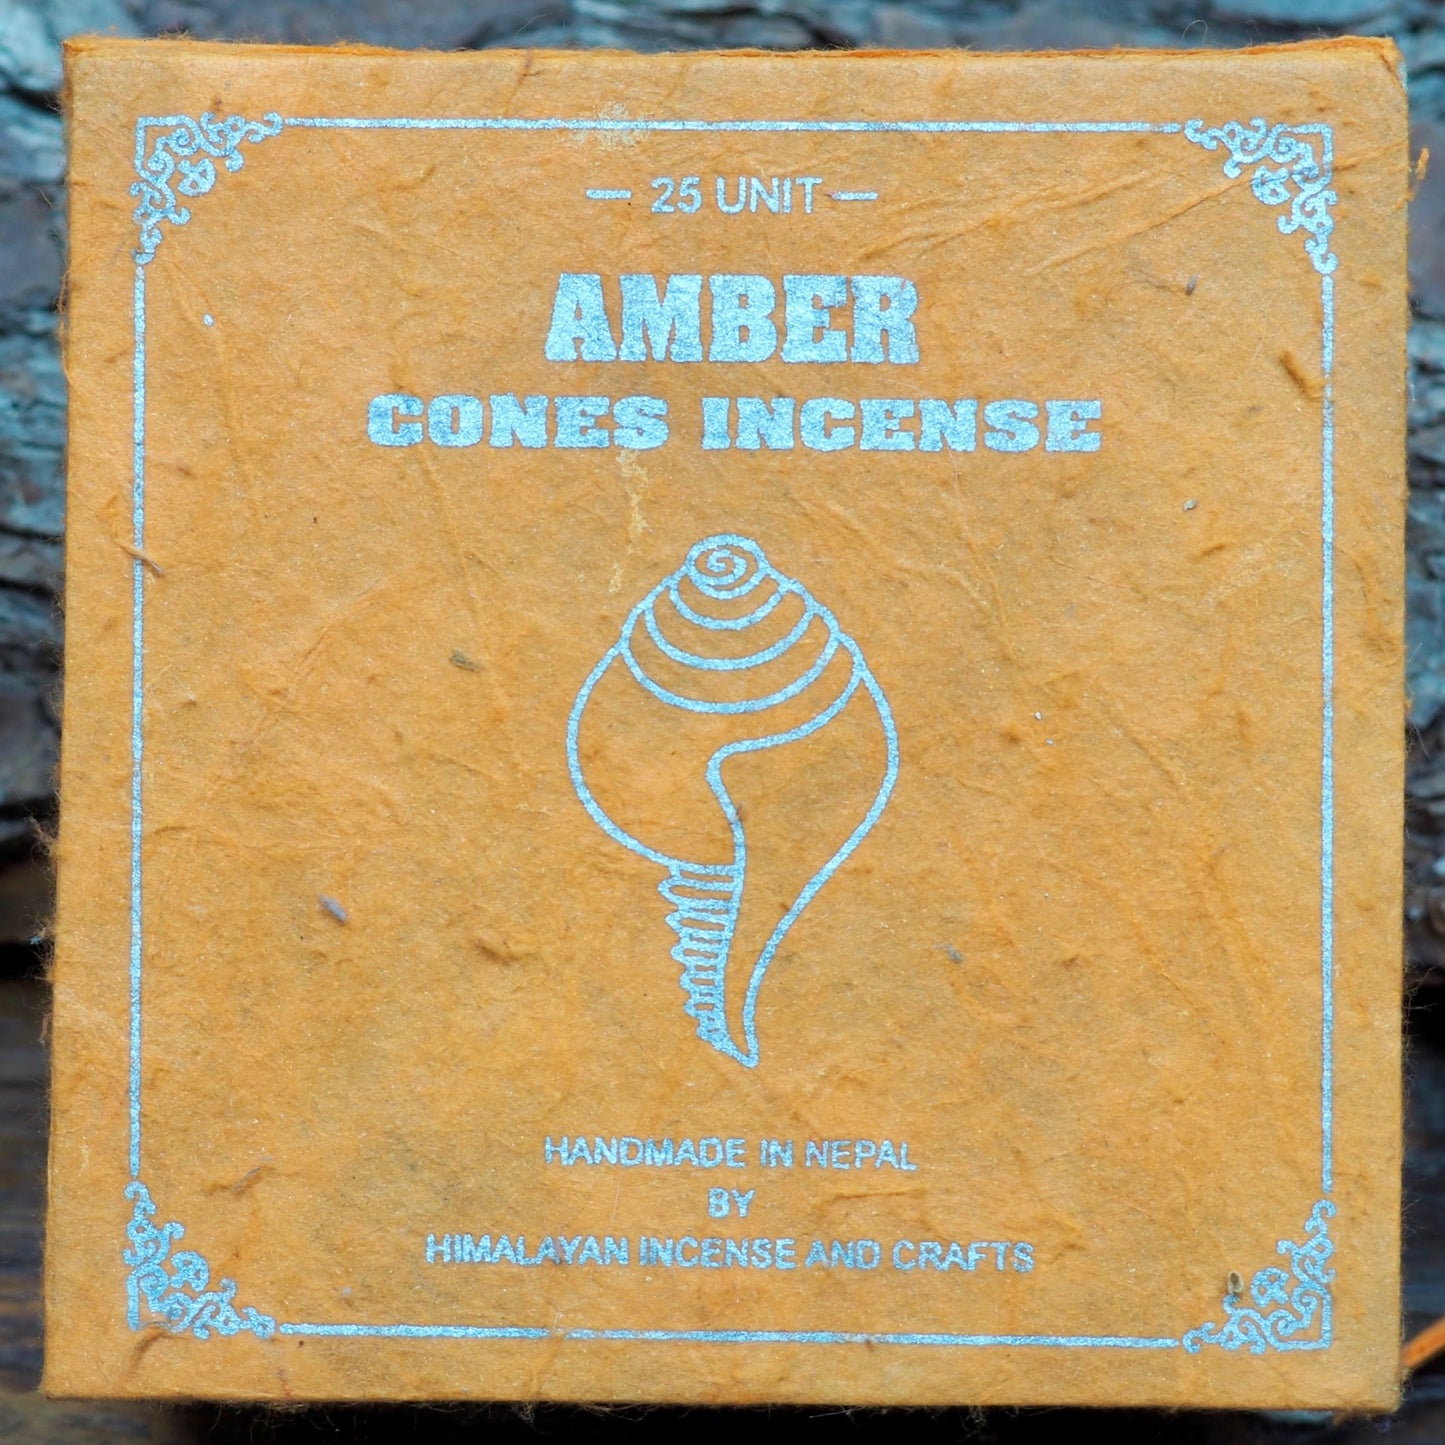 — 25 UNIT —
AMBER
CONES INCENSE
HANDMADE IN NEPAL
BY
HIMALAYAN INCENSE AND CRAFTS